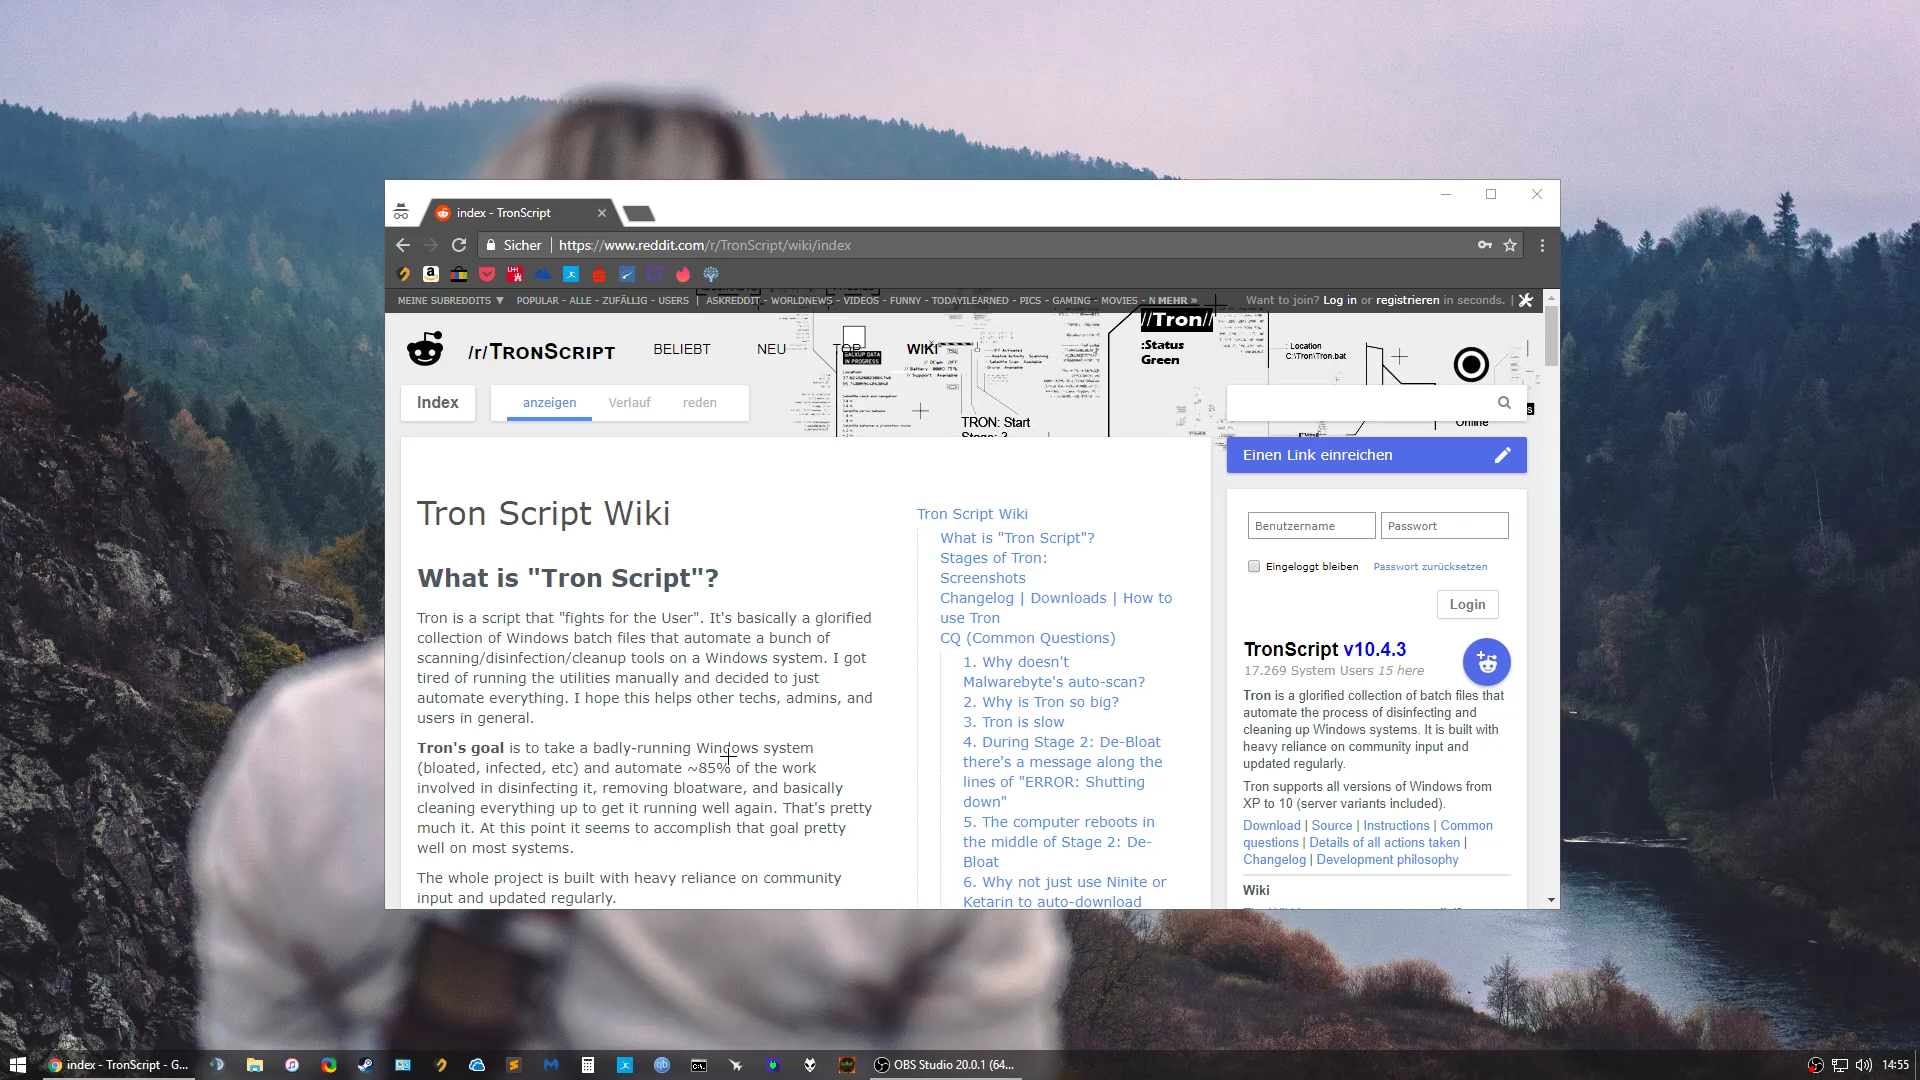 index - TronScript
Sicher
https://www.reddit.com/r/TronScript/wiki/index
MEINE SUBREDDITS ▼ POPULAR - ALLE - ZUFÄLLIG - USERS | ASKREDDIT - WORLDNEWS - VIDEOS - FUNNY - TODAYILEARNED - PICS - GAMING - MOVIES - N MEHR »
Want to join? Log in or registrieren in seconds. |
/r/TRONSCRIPT
BELIEBT
NEU
TOP
WIKI
BACKUP DATA
IN PROGRESS
//Tron//
:Status
Green
: Location
C:\Tron\Tron.bat
TRON: Start
Stage: 2
Online
Index
anzeigen
Verlauf
reden
Einen Link einreichen
Tron Script Wiki
What is "Tron Script"?
Tron is a script that "fights for the User". It's basically a glorified
collection of Windows batch files that automate a bunch of
scanning/disinfection/cleanup tools on a Windows system. I got
tired of running the utilities manually and decided to just
automate everything. I hope this helps other techs, admins, and
users in general.
Tron's goal is to take a badly-running Windows system
(bloated, infected, etc) and automate ~85% of the work
involved in disinfecting it, removing bloatware, and basically
cleaning everything up to get it running well again. That's pretty
much it. At this point it seems to accomplish that goal pretty
well on most systems.
The whole project is built with heavy reliance on community
input and updated regularly.
Tron Script Wiki
What is "Tron Script"?
Stages of Tron:
Screenshots
Changelog | Downloads | How to
use Tron
CQ (Common Questions)
1. Why doesn't
Malwarebyte's auto-scan?
2. Why is Tron so big?
3. Tron is slow
4. During Stage 2: De-Bloat
there's a message along the
lines of "ERROR: Shutting
down"
5. The computer reboots in
the middle of Stage 2: De-
Bloat
6. Why not just use Ninite or
Ketarin to auto-download
Benutzername
Passwort
Eingeloggt bleiben
Passwort zurücksetzen
Login
TronScript v10.4.3
17.269 System Users 15 here
Tron is a glorified collection of batch files that
automate the process of disinfecting and
cleaning up Windows systems. It is built with
heavy reliance on community input and
updated regularly.
Tron supports all versions of Windows from
XP to 10 (server variants included).
Download | Source | Instructions | Common
questions | Details of all actions taken |
Changelog | Development philosophy
Wiki
index - TronScript - G...
OBS Studio 20.0.1 (64...
14:55